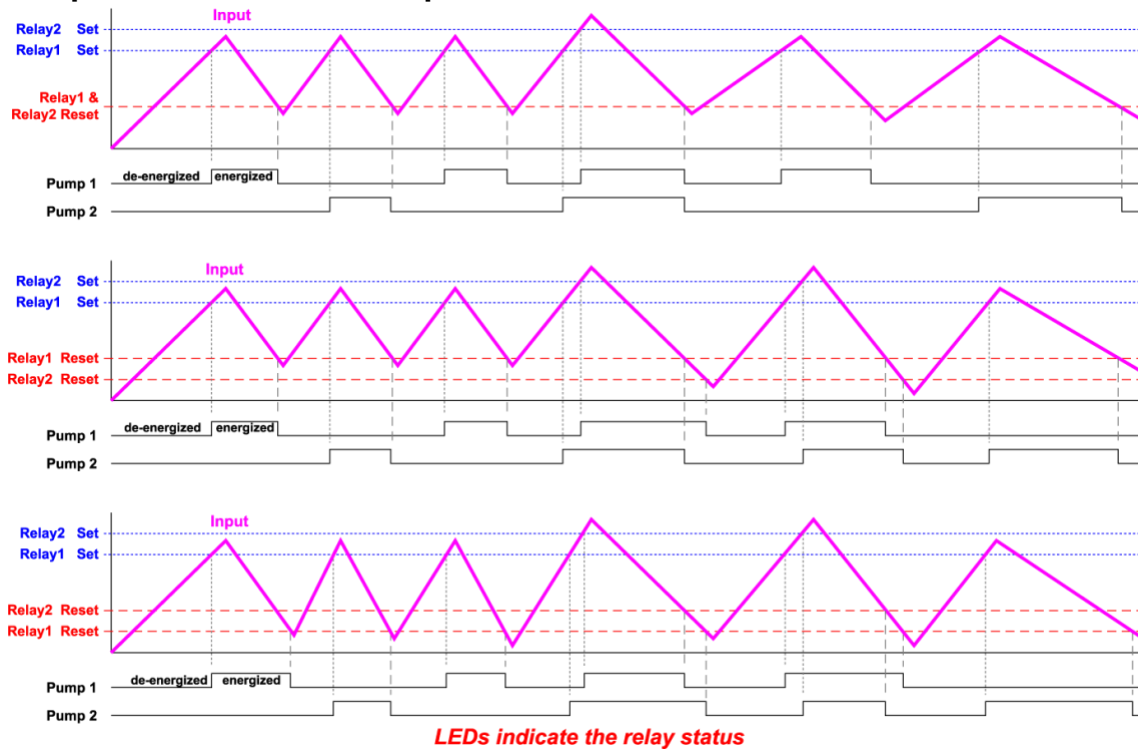 Input
Relay2 Set
Relay1 Set
Relay1 &
Relay2 Reset
de-energized energized
Pump 1
Pump 2
Input
Relay2 Set
Relay1 Set
Relay1 Reset
Relay2 Reset
de-energized energized
Pump 1
Pump 2
Input
Relay2 Set
Relay1 Set
Relay2 Reset
Relay1 Reset
de-energized energized
Pump 1
Pump 2
LEDs indicate the relay status